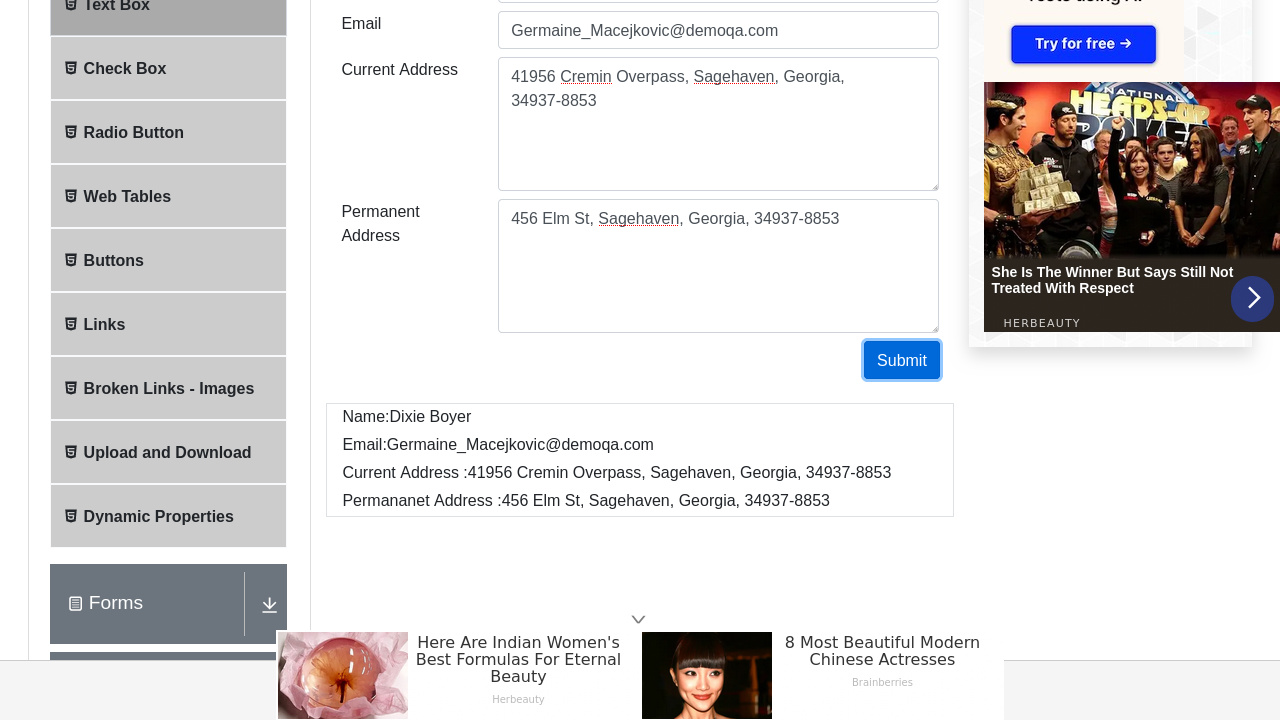 Text Box
Check Box
Radio Button
Web Tables
Buttons
Links
Broken Links - Images
Upload and Download
Dynamic Properties
Forms
Email
Germaine_Macejkovic@demoqa.com
Current Address
41956 Cremin Overpass, Sagehaven, Georgia,
34937-8853
Permanent
Address
456 Elm St, Sagehaven, Georgia, 34937-8853
Submit
Name:Dixie Boyer
Email:Germaine_Macejkovic@demoqa.com
Current Address :41956 Cremin Overpass, Sagehaven, Georgia, 34937-8853
Permananet Address :456 Elm St, Sagehaven, Georgia, 34937-8853
Try for free →
NATIONAL
HEADS-UP
POKER
She Is The Winner But Says Still Not
Treated With Respect
HERBEAUTY
Here Are Indian Women's
Best Formulas For Eternal
Beauty
Herbeauty
8 Most Beautiful Modern
Chinese Actresses
Brainberries